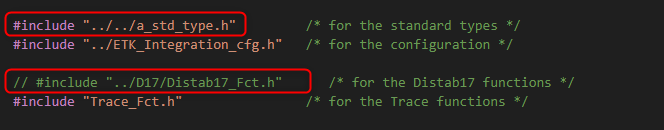 #include "../../a_std_type.h" /* for the standard types */
#include "../ETK_Integration_cfg.h" /* for the configuration */
// #include "../D17/Distab17_Fct.h" /* for the Distab17 functions */
#include "Trace_Fct.h" /* for the Trace functions */